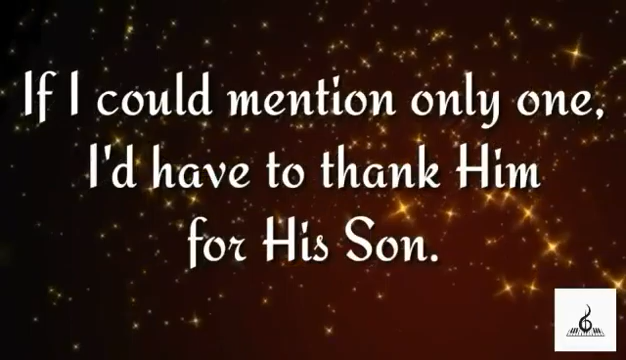 If I could mention only one,
I'd have to thank Him
for His Son.